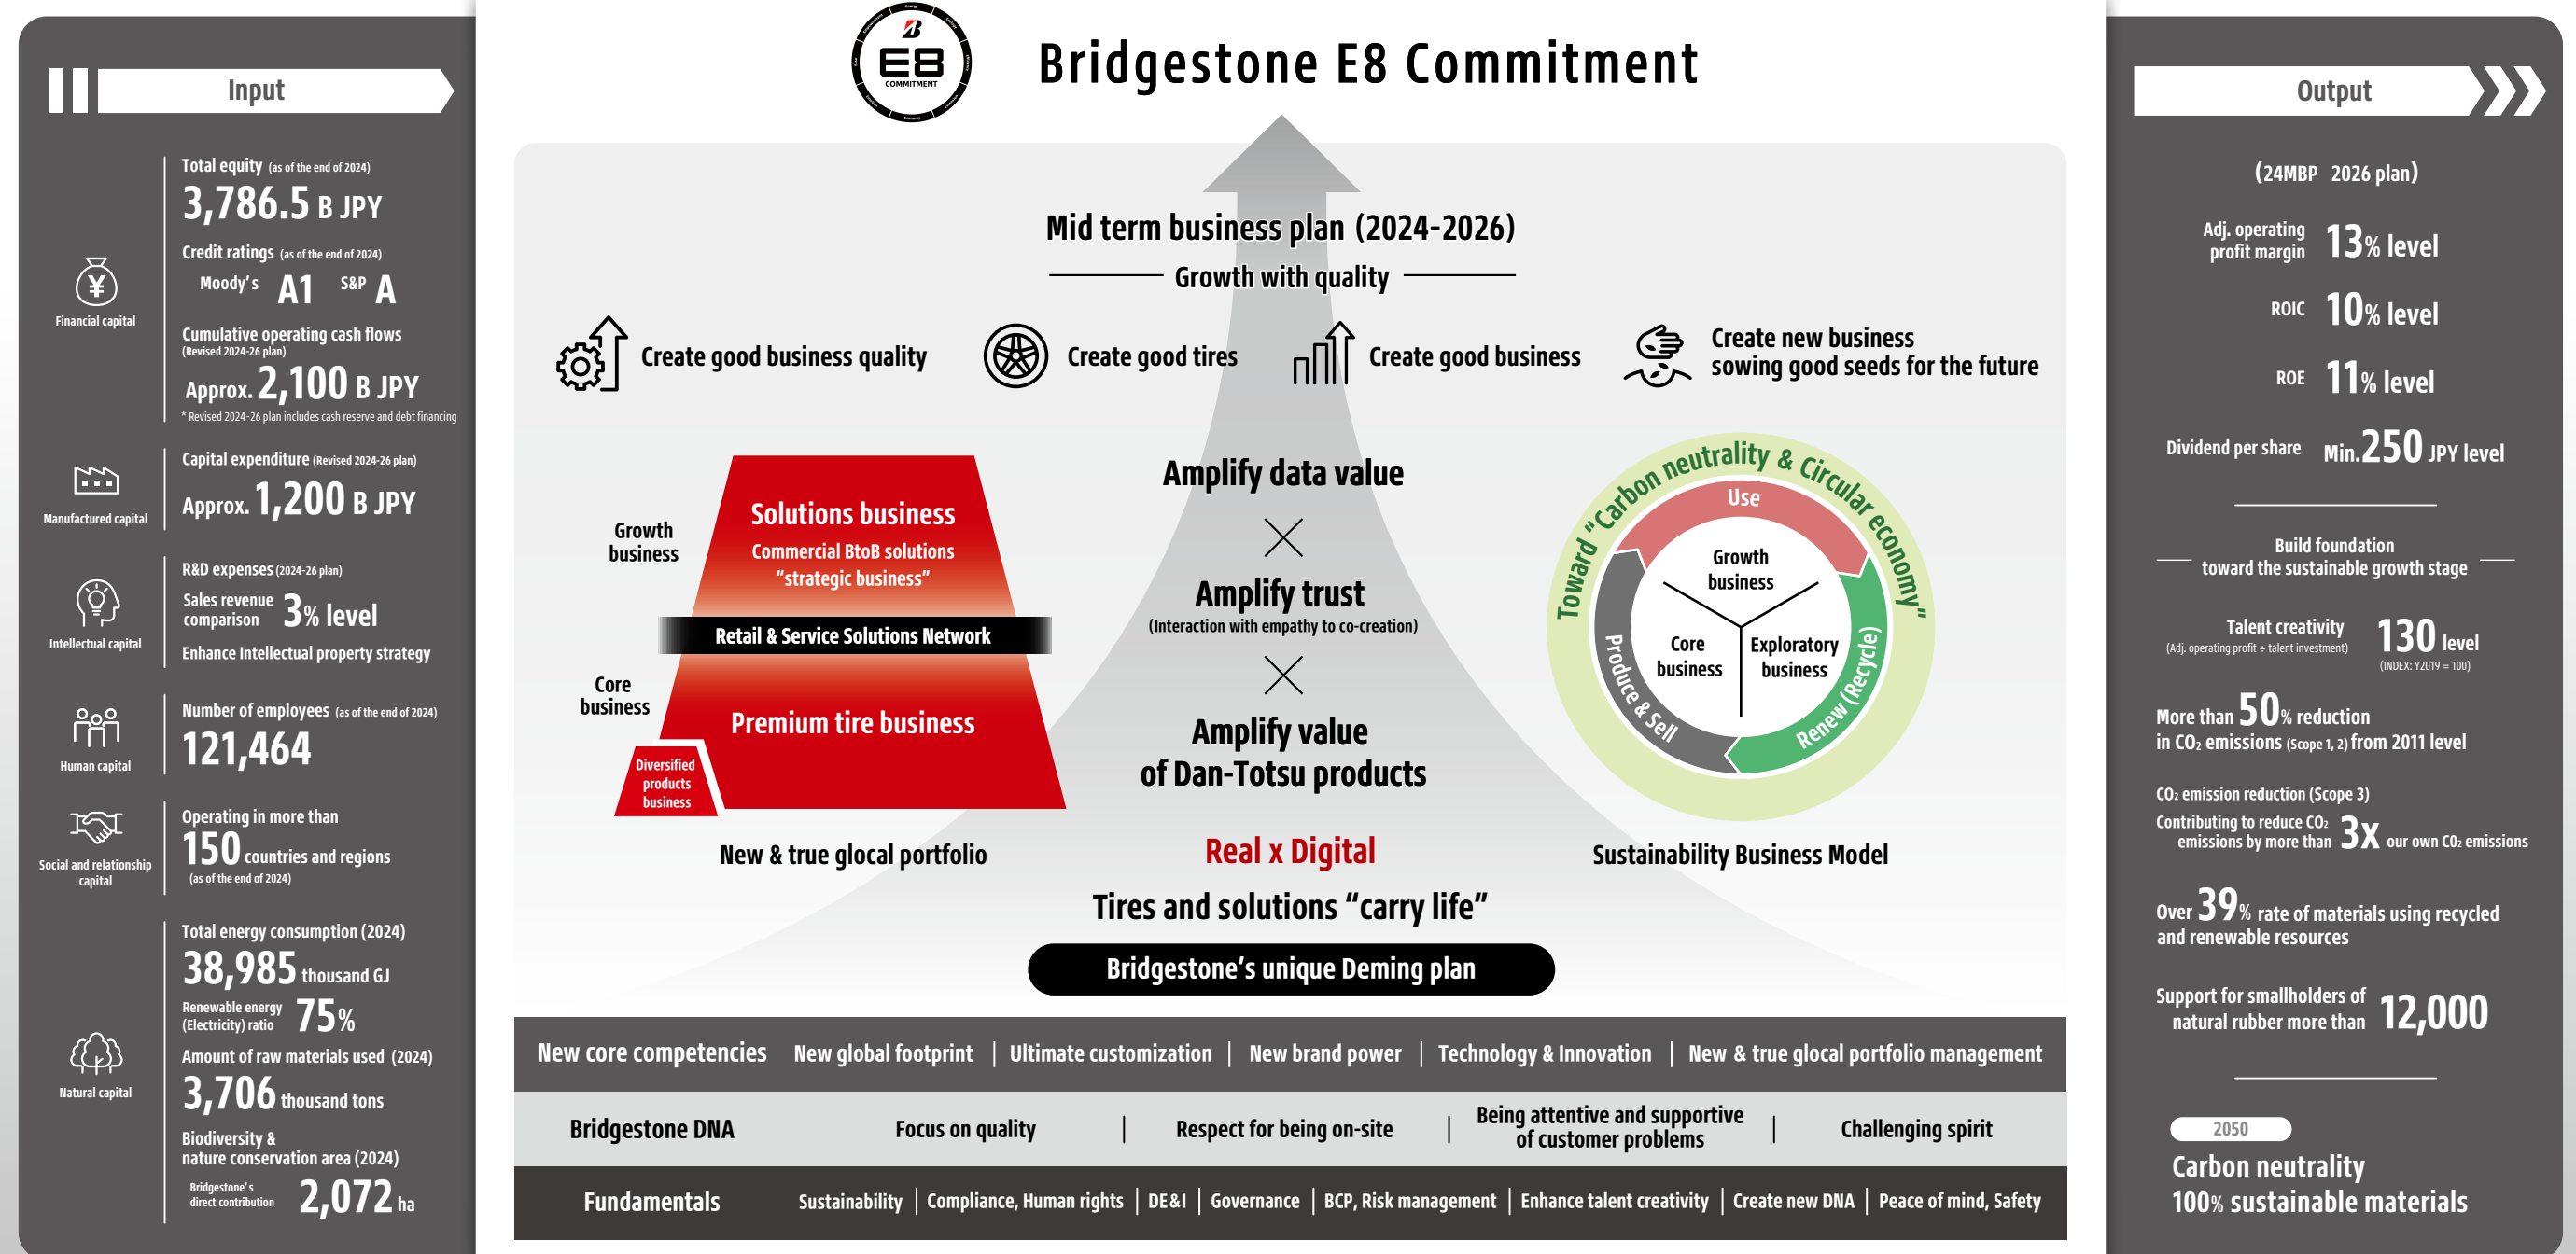 Input
Total equity (as of the end of 2024)
3,786.5 B JPY
Credit ratings (as of the end of 2024)
Moody's A1 S&P A
Cumulative operating cash flows
(Revised 2024-26 plan)
Approx. 2,100 B JPY
* Revised 2024-26 plan includes cash reserve and debt financing
Financial capital
Capital expenditure (Revised 2024-26 plan)
Approx. 1,200 B JPY
Manufactured capital
R&D expenses (2024-26 plan)
Sales revenue
comparison 3% level
Enhance Intellectual property strategy
Intellectual capital
Number of employees (as of the end of 2024)
121,464
Human capital
Operating in more than
150 countries and regions
(as of the end of 2024)
Social and relationship
capital
Total energy consumption (2024)
38,985 thousand GJ
Renewable energy
(Electricity) ratio 75%
Amount of raw materials used (2024)
3,706 thousand tons
Biodiversity &
nature conservation area (2024)
Bridgestone's
direct contribution 2,072 ha
Natural capital
E8
COMMITMENT
Bridgestone E8 Commitment
Mid term business plan (2024-2026)
Growth with quality
Create good business quality
Create good tires
Create good business
Create new business
sowing good seeds for the future
Growth
business
Solutions business
Commercial BtoB solutions
“strategic business”
Retail & Service Solutions Network
Core
business
Premium tire business
Diversified
products
business
New & true glocal portfolio
Amplify data value
×
Amplify trust
(Interaction with empathy to co-creation)
×
Amplify value
of Dan-Totsu products
Real x Digital
Tires and solutions “carry life”
Bridgestone's unique Deming plan
Toward “Carbon neutrality & Circular economy”
Use
Renew (Recycle)
Produce & Sell
Growth
business
Core
business
Exploratory
business
Sustainability Business Model
New core competencies New global footprint | Ultimate customization | New brand power | Technology & Innovation | New & true glocal portfolio management
Bridgestone DNA Focus on quality | Respect for being on-site | Being attentive and supportive
of customer problems | Challenging spirit
Fundamentals Sustainability | Compliance, Human rights | DE&I | Governance | BCP, Risk management | Enhance talent creativity | Create new DNA | Peace of mind, Safety
Output
(24MBP 2026 plan)
Adj. operating
profit margin 13% level
ROIC 10% level
ROE 11% level
Dividend per share Min.250 JPY level
Build foundation
toward the sustainable growth stage
Talent creativity
(Adj. operating profit ÷ talent investment)
130 level
(INDEX: Y2019 = 100)
More than 50% reduction
in CO₂ emissions (Scope 1, 2) from 2011 level
CO₂ emission reduction (Scope 3)
Contributing to reduce CO₂
emissions by more than 3x our own CO₂ emissions
Over 39% rate of materials using recycled
and renewable resources
Support for smallholders of
natural rubber more than 12,000
2050
Carbon neutrality
100% sustainable materials